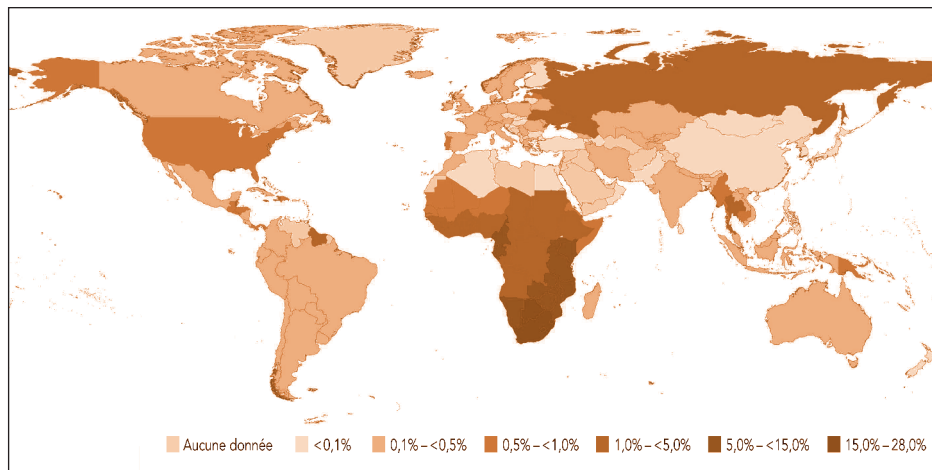 Aucune donnée <0,1% 0,1% – <0,5% 0,5% – <1,0% 1,0% – <5,0% 5,0% – <15,0% 15,0% – 28,0%